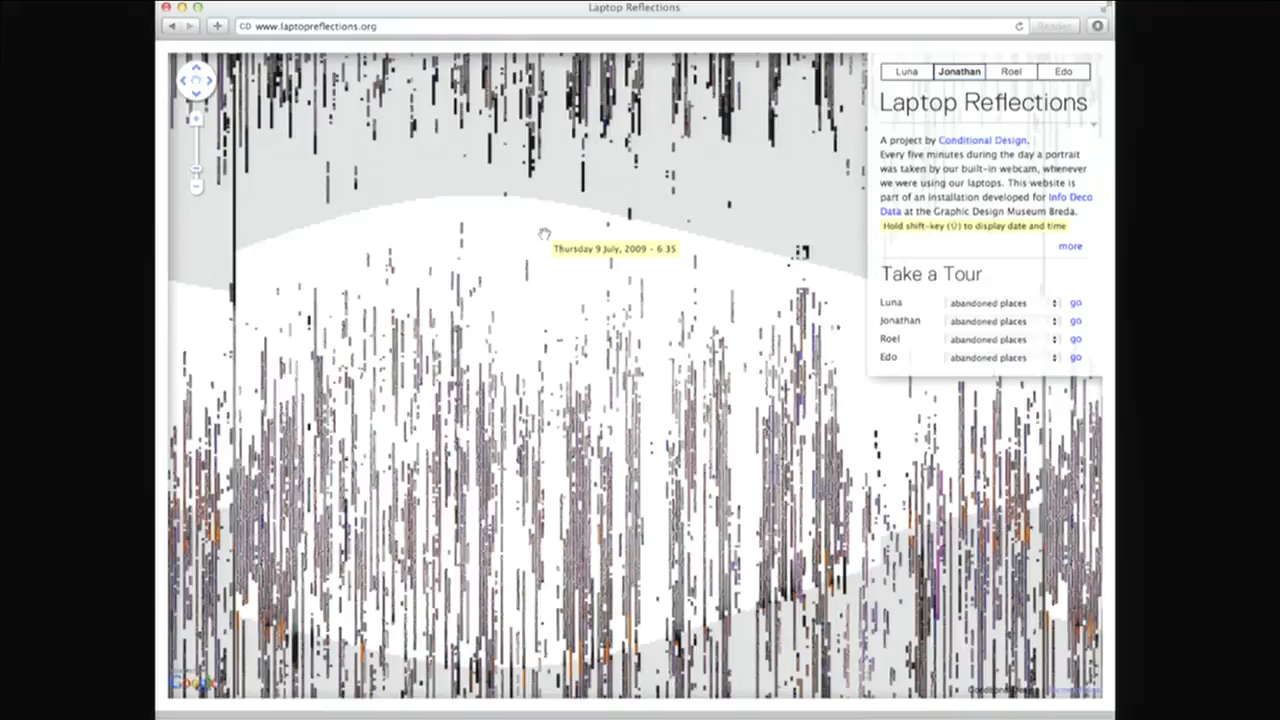 Laptop Reflections
CD www.laptopreflections.org
Reader
Luna Jonathan Roel Edo
Laptop Reflections
A project by Conditional Design.
Every five minutes during the day a portrait
was taken by our built-in webcam, whenever
we were using our laptops. This website is
part of an installation developed for Info Deco
Data at the Graphic Design Museum Breda.
Hold shift-key (⇧) to display date and time
more
Thursday 9 July, 2009 - 6:35
Take a Tour
Luna abandoned places go
Jonathan abandoned places go
Roel abandoned places go
Edo abandoned places go
Google
Conditional Design